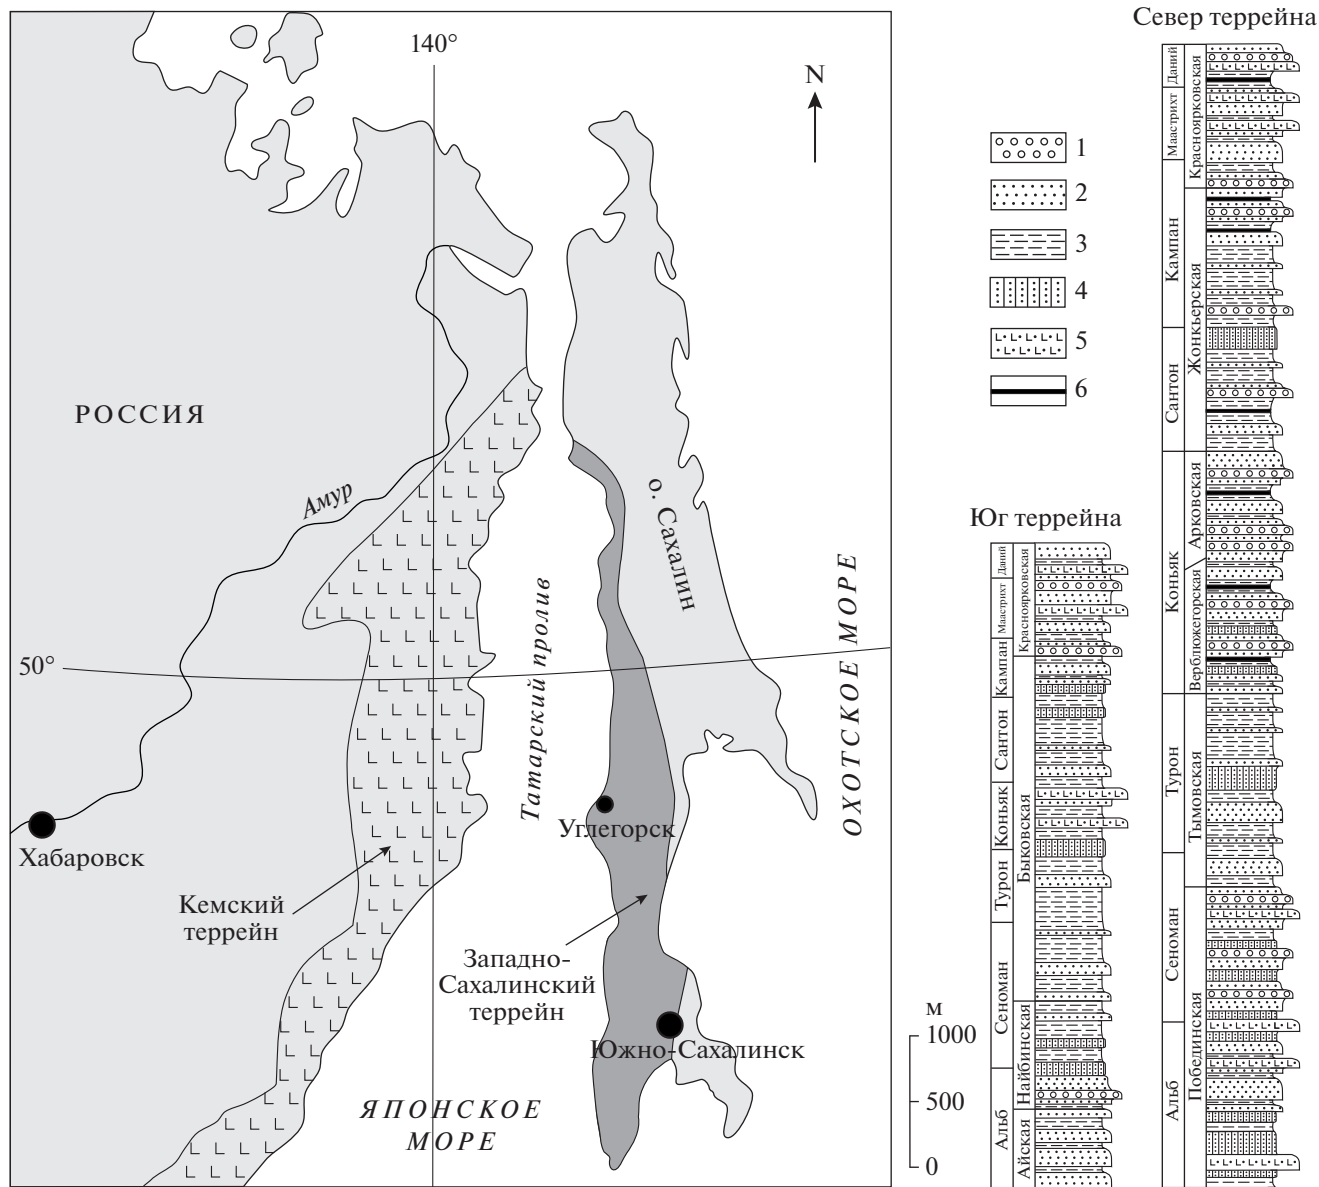 140°
N
РОССИЯ
Амур
о. Сахалин
Татарский пролив
ОХОТСКОЕ МОРЕ
50°
Хабаровск
Углегорск
Кемский
террейн
Западно-
Сахалинский
террейн
Южно-Сахалинск
ЯПОНСКОЕ
МОРЕ
1
2
3
4
5
6
Юг террейна
Даний
Маастрихт
Кампан
Сантон
Коньяк
Турон
Сеноман
Альб
Красноярковская
Быковская
Найбинская
Айская
м
1000
500
0
Север террейна
Даний
Маастрихт
Кампан
Сантон
Коньяк
Турон
Сеноман
Альб
Красноярковская
Жонкьерская
Арковская
Верблюжегорская
Тымовская
Побединская